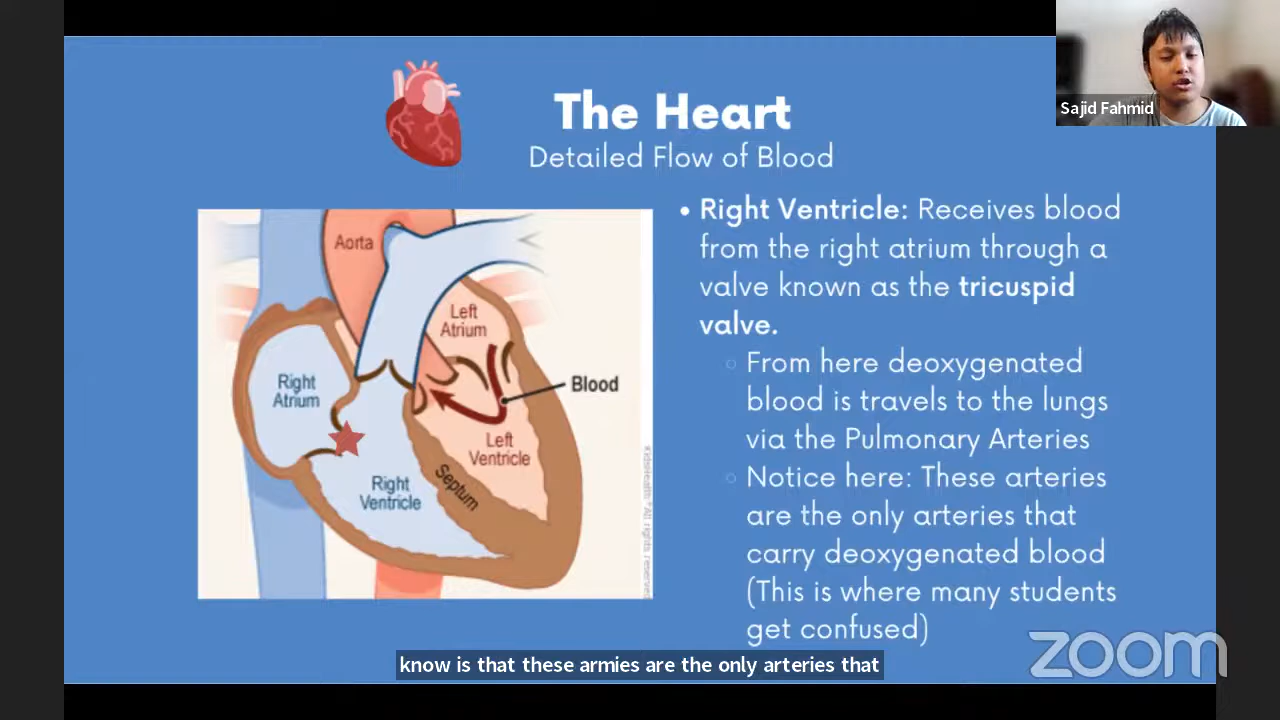 Sajid Fahmid
The Heart
Detailed Flow of Blood
Aorta
Left
Atrium
Right
Atrium
Blood
Left
Ventricle
Septum
Right
Ventricle
KidsHealth® All rights reserved.
• Right Ventricle: Receives blood
from the right atrium through a
valve known as the tricuspid
valve.
○ From here deoxygenated
blood is travels to the lungs
via the Pulmonary Arteries
○ Notice here: These arteries
are the only arteries that
carry deoxygenated blood
(This is where many students
get confused)
know is that these armies are the only arteries that
zoom